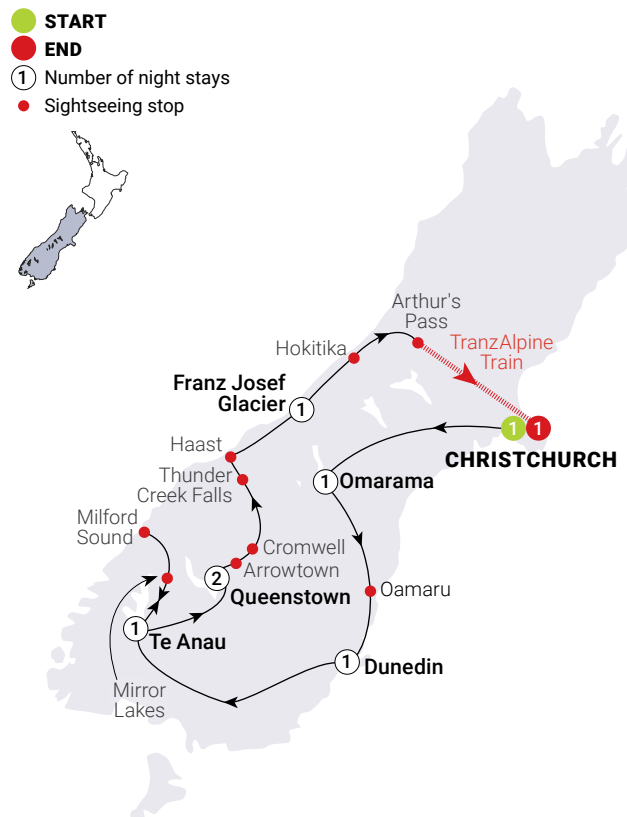 START
END
1 Number of night stays
Sightseeing stop
Arthur's
Pass
TranzAlpine
Train
Hokitika
Franz Josef
Glacier
1
1 1
CHRISTCHURCH
Haast
Thunder
Creek Falls
1 Omarama
Milford
Sound
Cromwell
Arrowtown
2
Queenstown
Oamaru
1
Te Anau
1
Dunedin
Mirror
Lakes